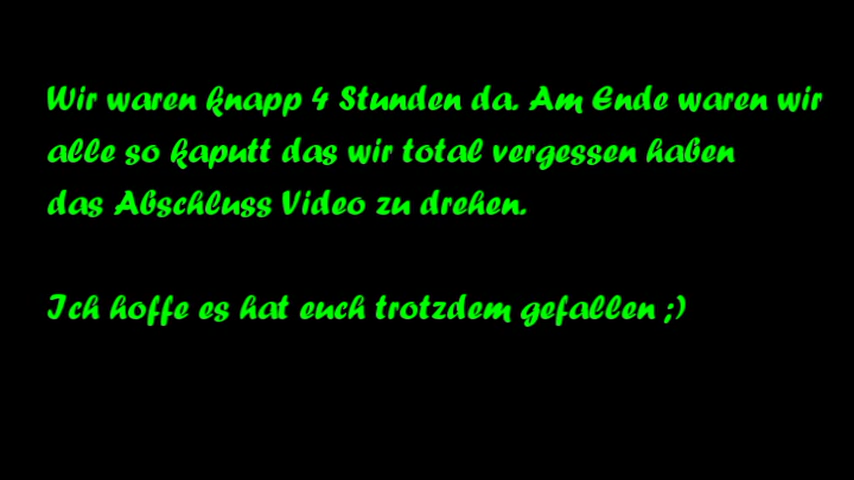 Wir waren knapp 4 Stunden da. Am Ende waren wir
alle so kaputt das wir total vergessen haben
das Abschluss Video zu drehen.
Ich hoffe es hat euch trotzdem gefallen ;)